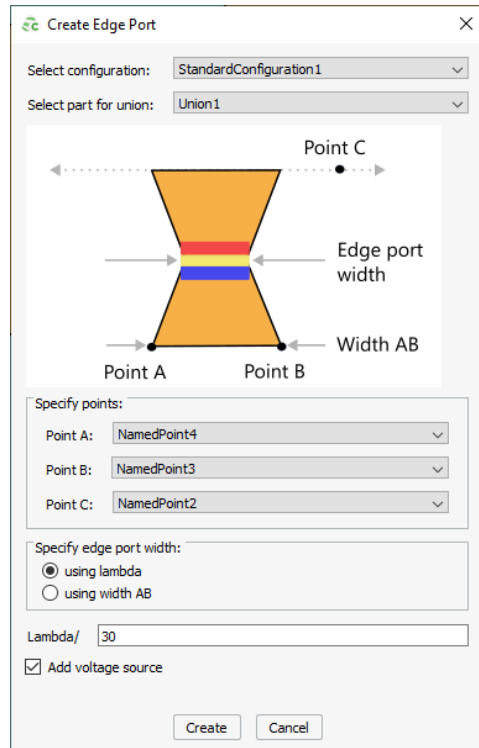 Create Edge Port
Select configuration: StandardConfiguration1
Select part for union: Union1
Point C
Edge port
width
Width AB
Point A Point B
Specify points:
Point A: NamedPoint4
Point B: NamedPoint3
Point C: NamedPoint2
Specify edge port width:
using lambda
using width AB
Lambda/ 30
Add voltage source
Create Cancel